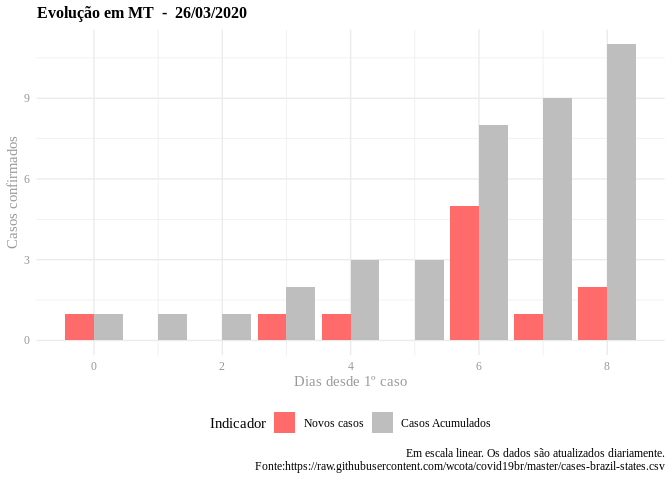 Evolução em MT - 26/03/2020
Casos confirmados
9
6
3
0
0 2 4 6 8
Dias desde 1º caso
Indicador Novos casos Casos Acumulados
Em escala linear. Os dados são atualizados diariamente.
Fonte:https://raw.githubusercontent.com/wcota/covid19br/master/cases-brazil-states.csv